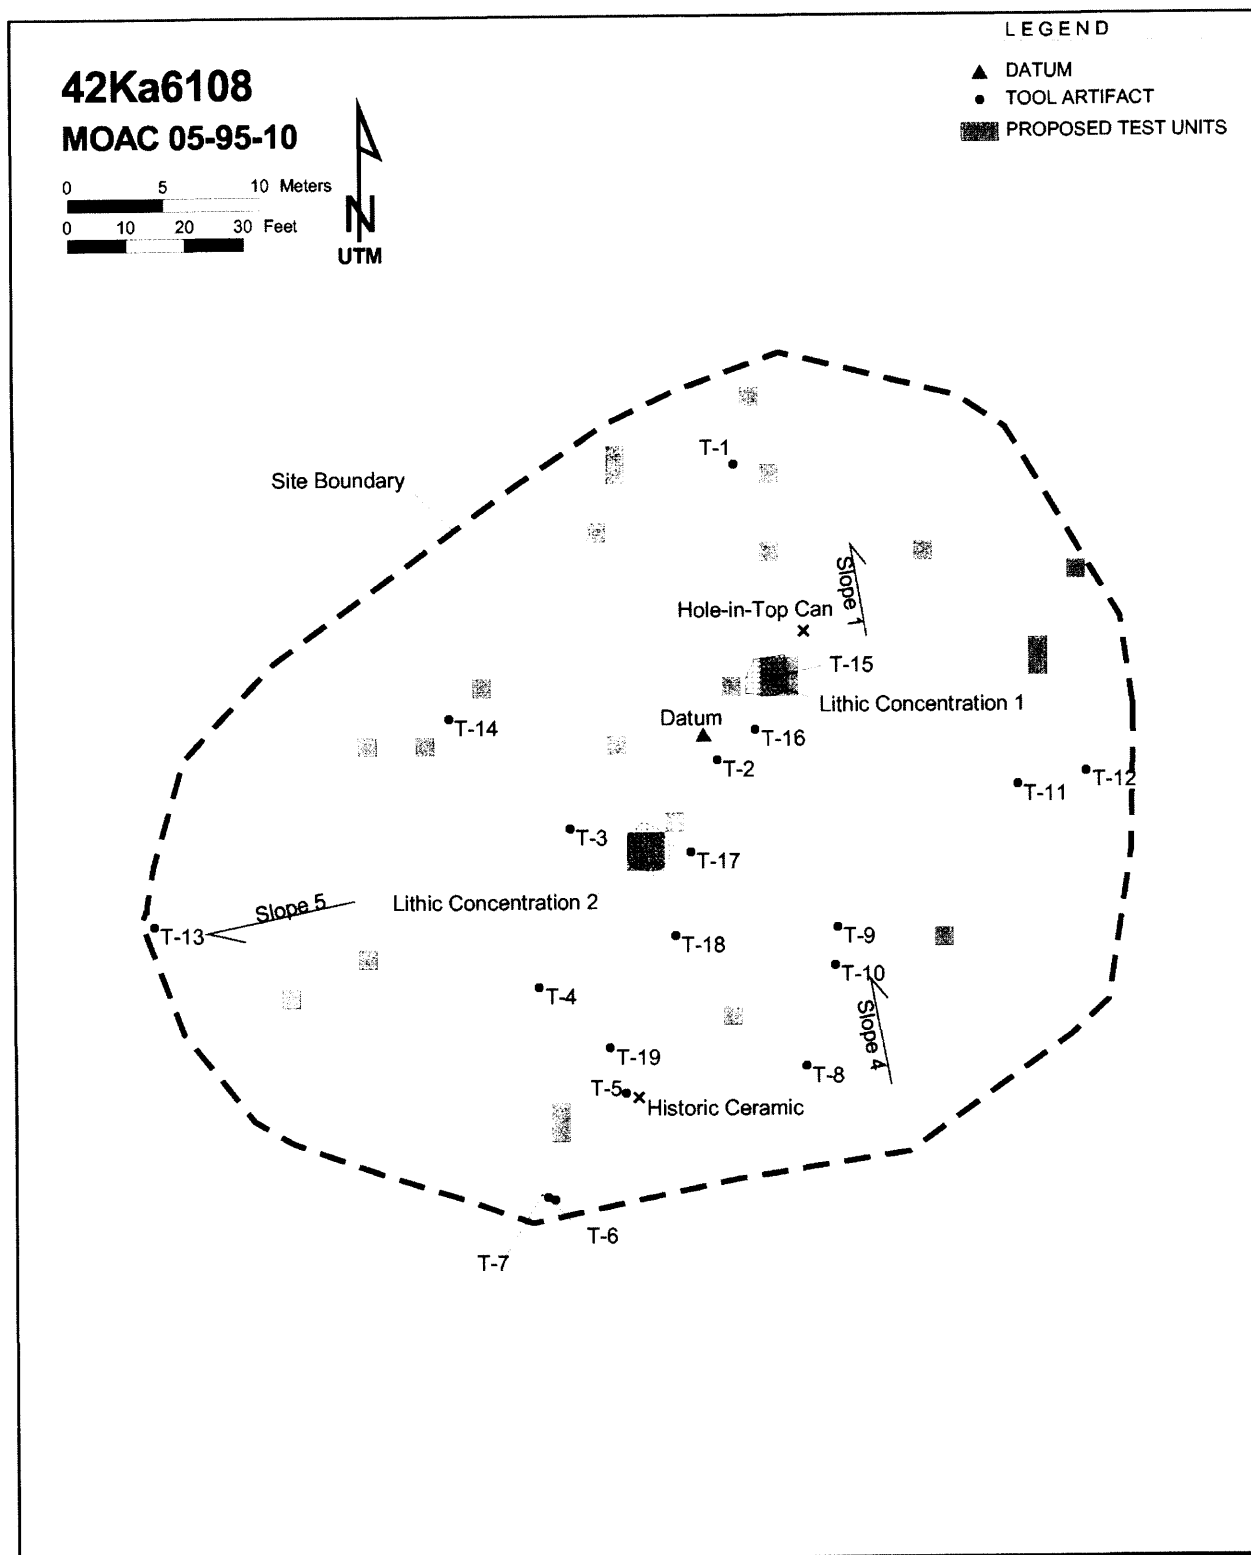 LEGEND
DATUM
TOOL ARTIFACT
PROPOSED TEST UNITS
42Ka6108
MOAC 05-95-10
0 5 10 Meters
0 10 20 30 Feet
N
UTM
T-1
Site Boundary
Slope 1
Hole-in-Top Can
T-15
Lithic Concentration 1
Datum
T-14
T-16
T-2
T-12
T-11
T-3
T-17
Slope 5
Lithic Concentration 2
T-13
T-18
T-9
T-10
T-4
Slope 4
T-19
T-8
T-5
Historic Ceramic
T-6
T-7